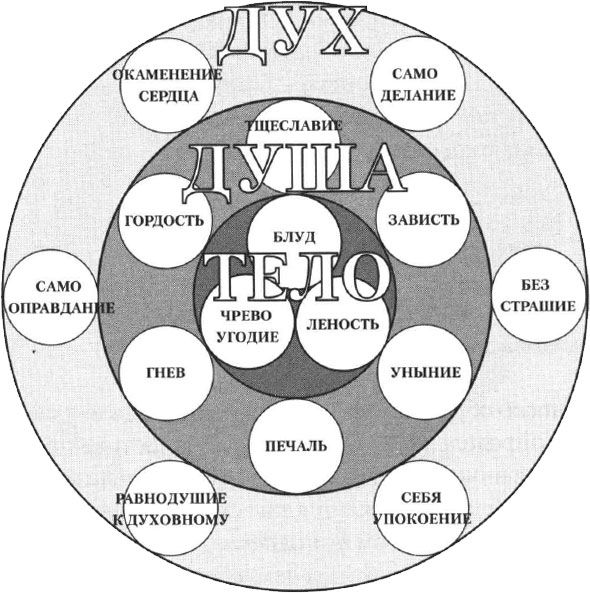 ДУХ
ОКАМЕНЕНИЕ
СЕРДЦА
САМО
ДЕЛАНИЕ
ТЩЕСЛАВИЕ
ДУША
ГОРДОСТЬ
ЗАВИСТЬ
БЛУД
ТЕЛО
САМО
ОПРАВДАНИЕ
БЕЗ
СТРАШИЕ
ЧРЕВО
УГОДИЕ
ЛЕНОСТЬ
ГНЕВ
УНЫНИЕ
ПЕЧАЛЬ
РАВНОДУШИЕ
К ДУХОВНОМУ
СЕБЯ
УПОКОЕНИЕ